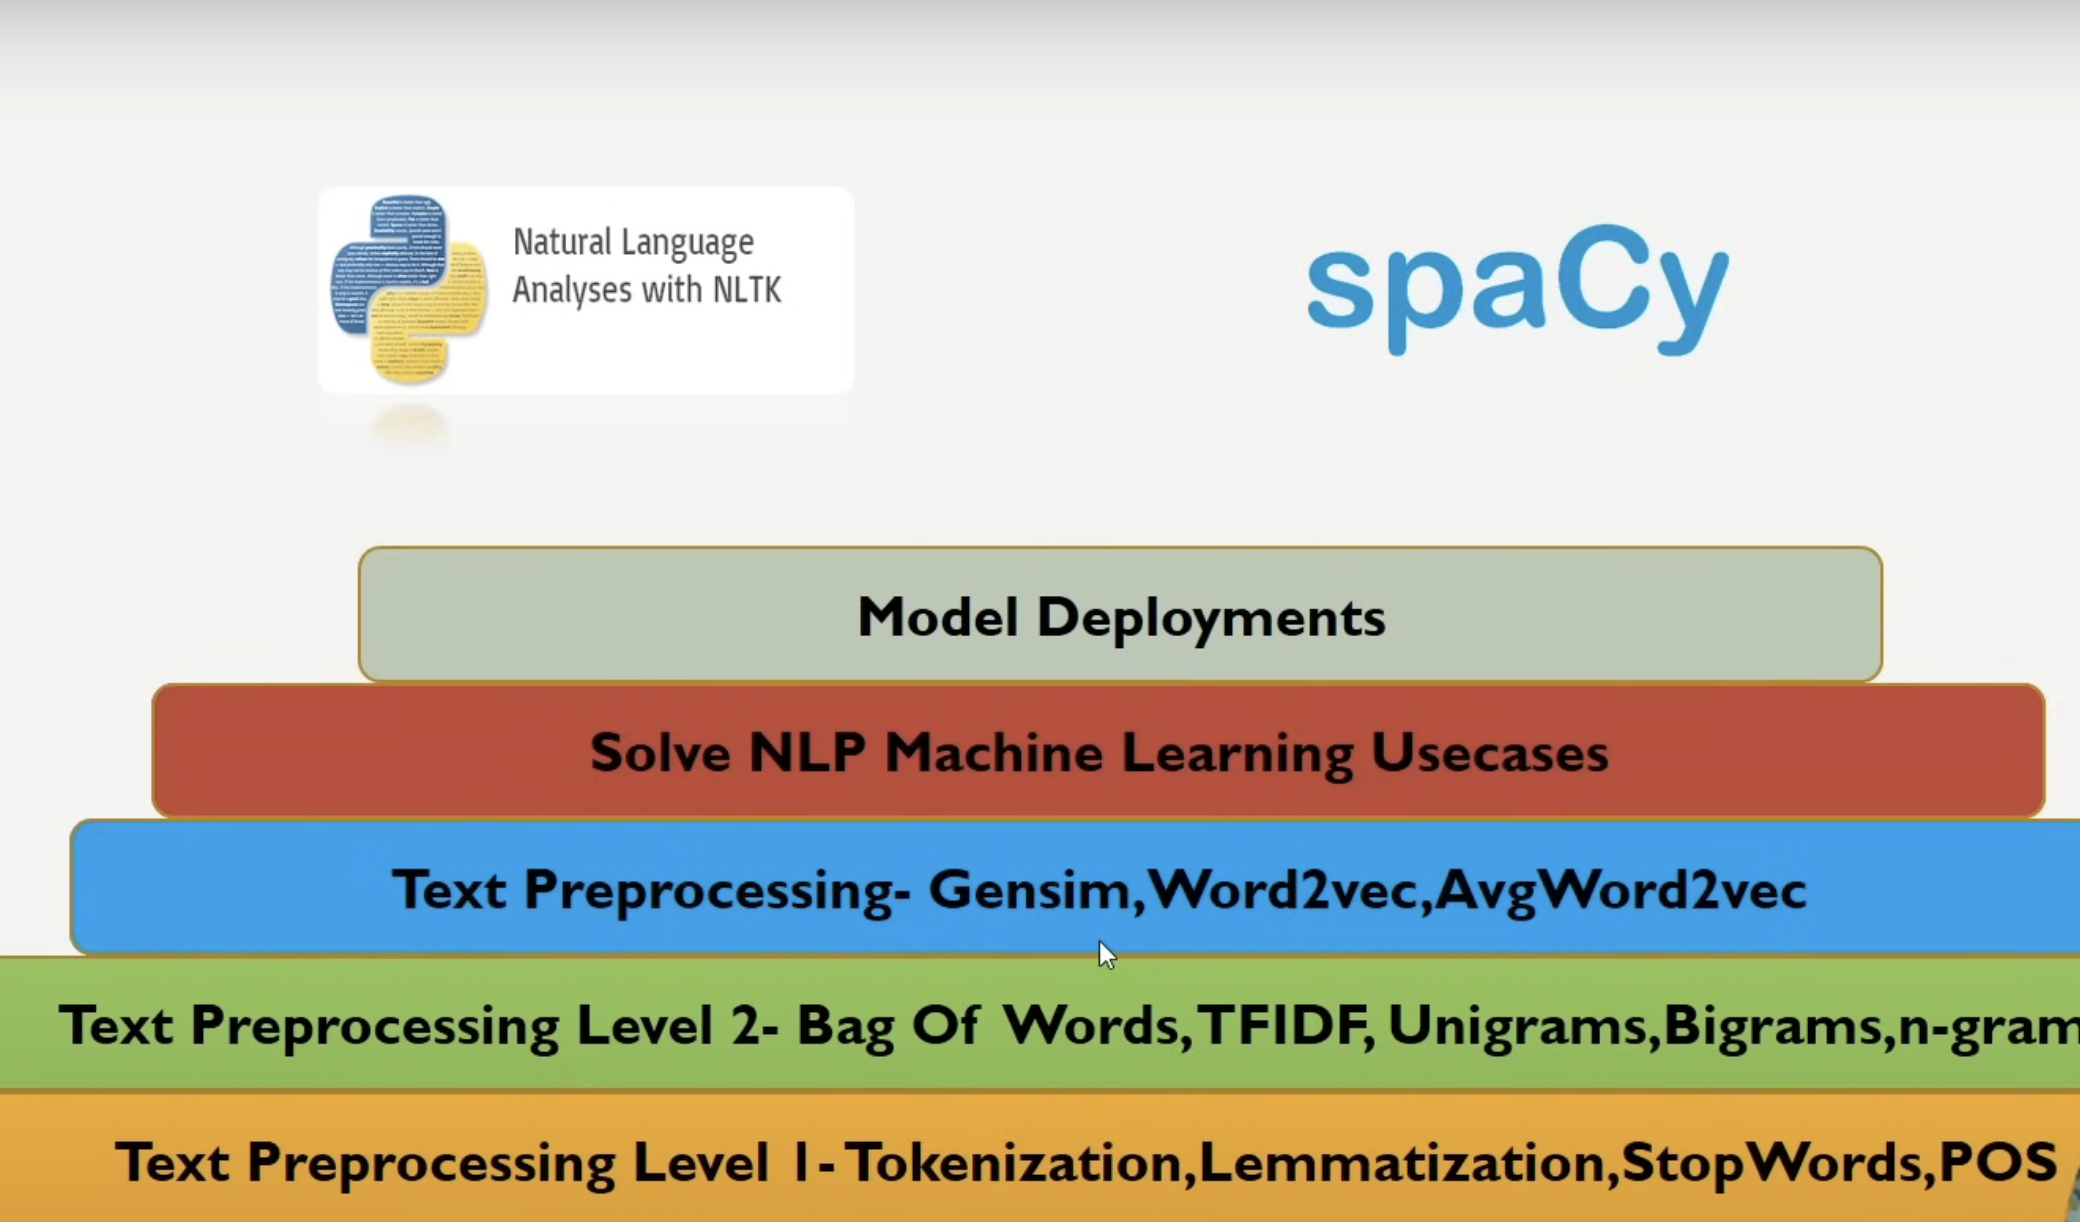 Natural Language
Analyses with NLTK
spaCy
Model Deployments
Solve NLP Machine Learning Usecases
Text Preprocessing- Gensim,Word2vec,AvgWord2vec
Text Preprocessing Level 2- Bag Of Words,TFIDF, Unigrams,Bigrams,n-gram
Text Preprocessing Level 1- Tokenization,Lemmatization,StopWords,POS